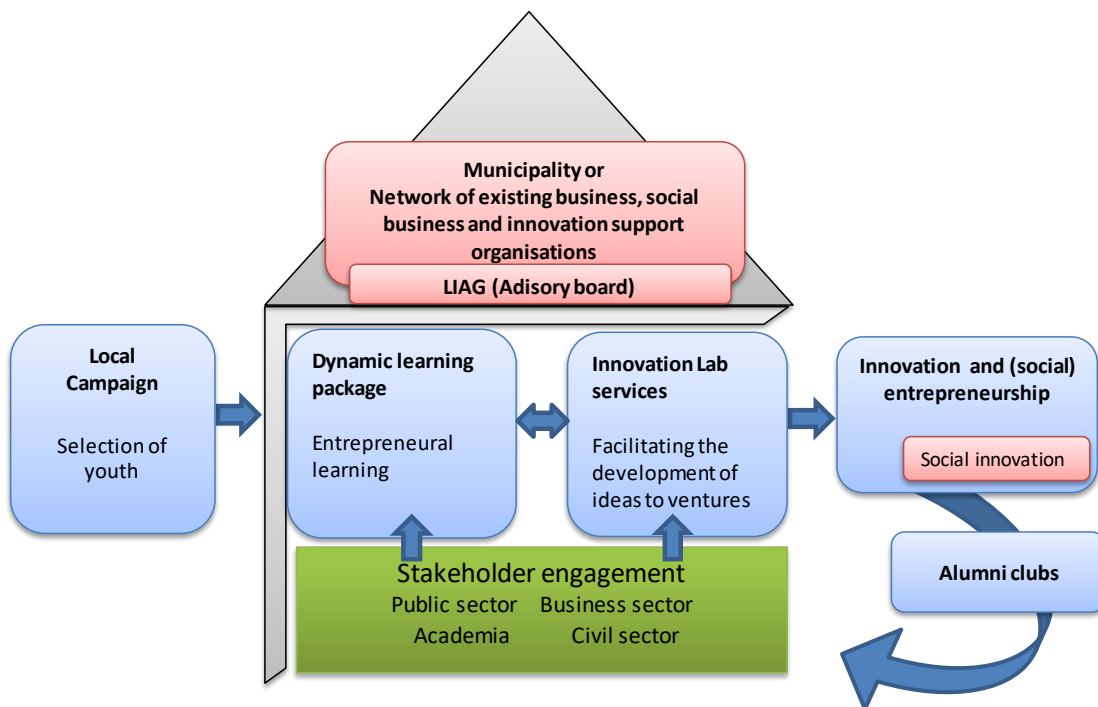 Municipality or
Network of existing business, social
business and innovation support
organisations
LIAG (Adisory board)
Local
Campaign
Selection of
youth
Dynamic learning
package
Entrepreneural
learning
Innovation Lab
services
Facilitating the
development of
ideas to ventures
Innovation and (social)
entrepreneurship
Social innovation
Alumni clubs
Stakeholder engagement
Public sector Business sector
Academia Civil sector